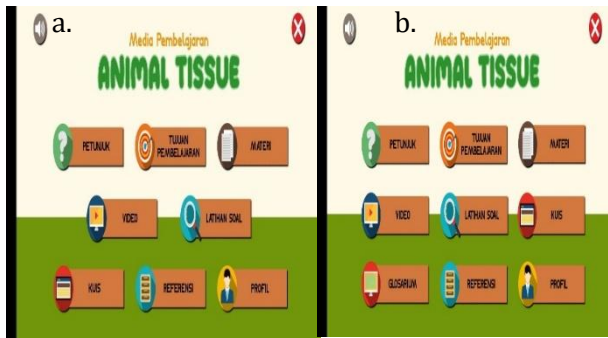 a.
Media Pembelajaran
ANIMAL TISSUE
PETUNJUK
TUJUAN
PEMBELAJARAN
MATERI
VIDEO
LATIHAN SOAL
KUIS
REFERENSI
PROFIL
b.
Media Pembelajaran
ANIMAL TISSUE
PETUNJUK
TUJUAN
PEMBELAJARAN
MATERI
VIDEO
LATIHAN SOAL
KUIS
GLOSARIUM
REFERENSI
PROFIL